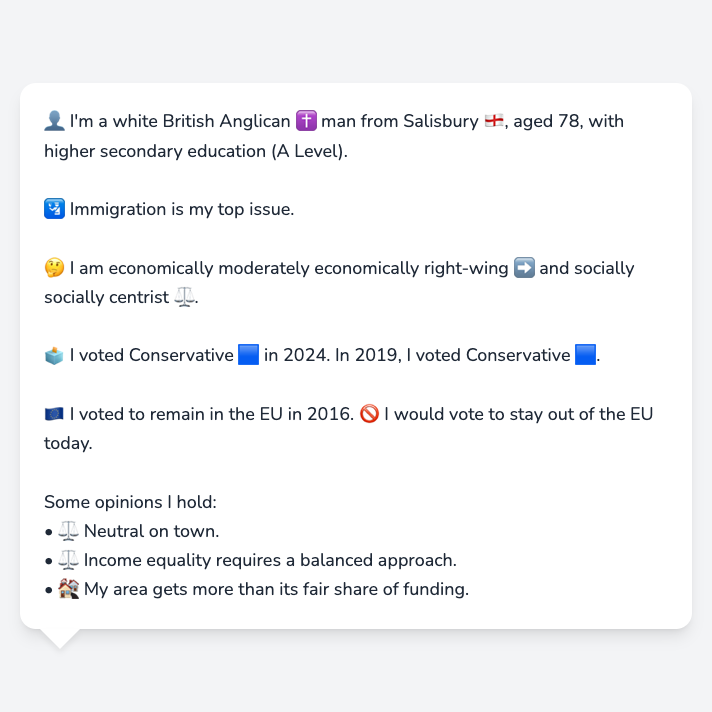 👤 I'm a white British Anglican ✝️ man from Salisbury 🏴󠁧󠁢󠁥󠁮󠁧󠁿, aged 78, with
higher secondary education (A Level).
🛂 Immigration is my top issue.
🤔 I am economically moderately economically right-wing ➡️ and socially
socially centrist ⚖️.
🗳️ I voted Conservative 🟦 in 2024. In 2019, I voted Conservative 🟦.
🇪🇺 I voted to remain in the EU in 2016. 🚫 I would vote to stay out of the EU
today.
Some opinions I hold:
• ⚖️ Neutral on town.
• ⚖️ Income equality requires a balanced approach.
• 🏘️ My area gets more than its fair share of funding.